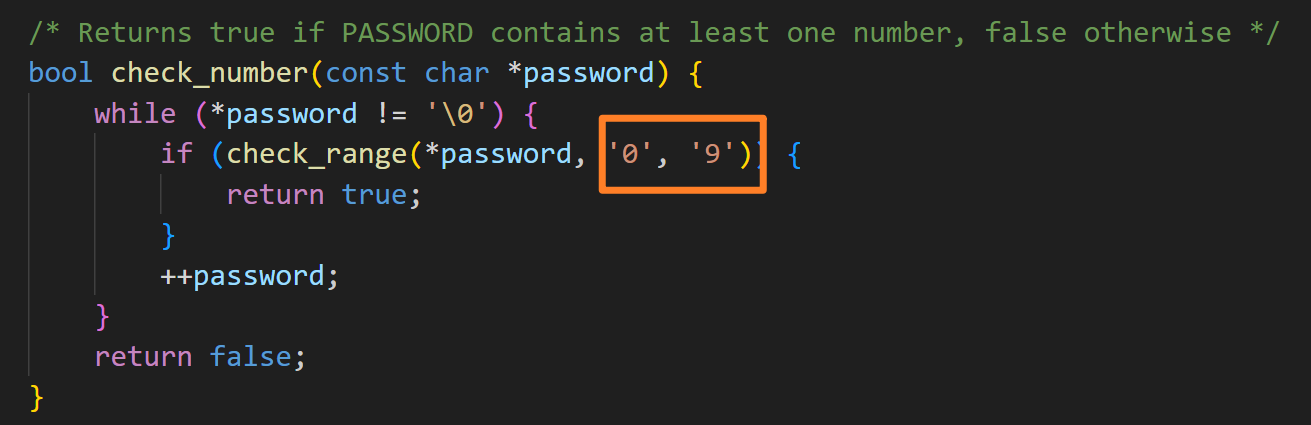 /* Returns true if PASSWORD contains at least one number, false otherwise */
bool check_number(const char *password) {
    while (*password != '\0') {
        if (check_range(*password, '0', '9')) {
            return true;
        }
        ++password;
    }
    return false;
}